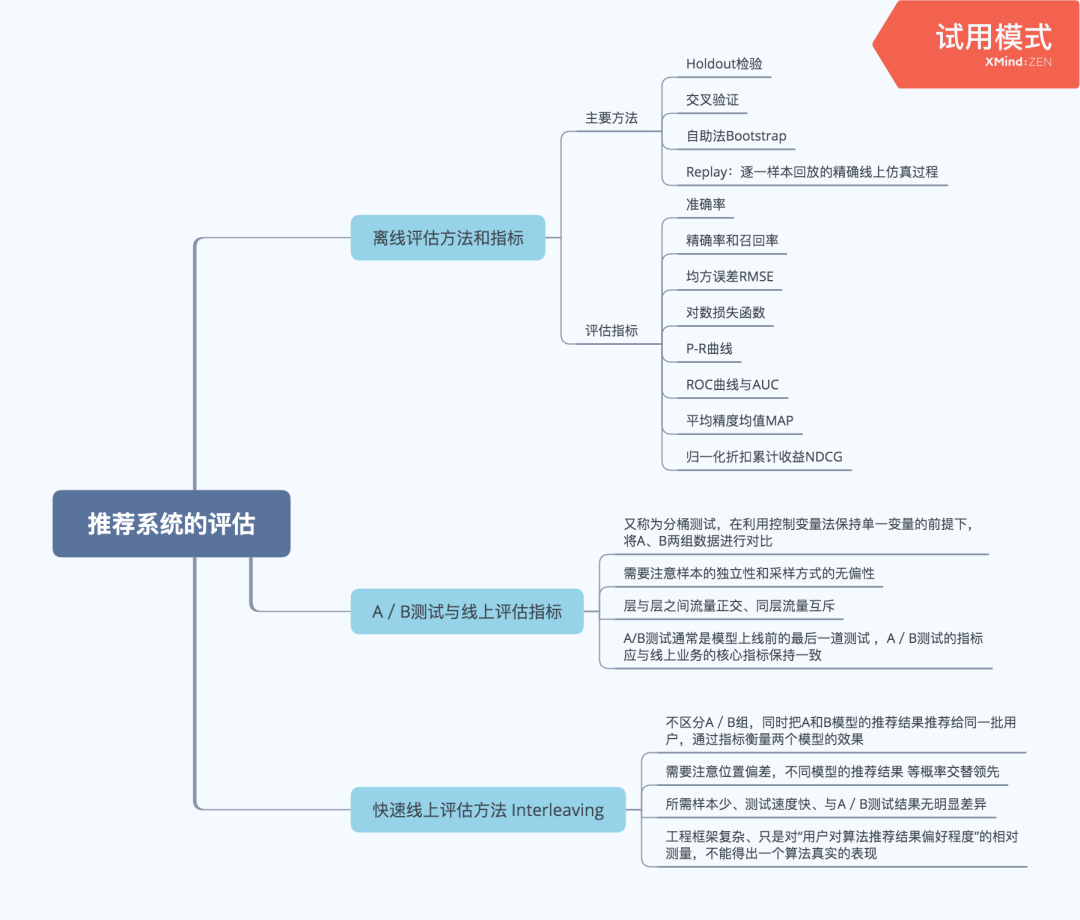 试用模式
XMind:ZEN
推荐系统的评估
离线评估方法和指标
主要方法
Holdout检验
交叉验证
自助法Bootstrap
Replay：逐一样本回放的精确线上仿真过程
评估指标
准确率
精确率和召回率
均方误差RMSE
对数损失函数
P-R曲线
ROC曲线与AUC
平均精度均值MAP
归一化折扣累计收益NDCG
A / B测试与线上评估指标
又称为分桶测试，在利用控制变量法保持单一变量的前提下，
将A、B两组数据进行对比
需要注意样本的独立性和采样方式的无偏性
层与层之间流量正交、同层流量互斥
A/B测试通常是模型上线前的最后一道测试 ，A / B测试的指标
应与线上业务的核心指标保持一致
快速线上评估方法 Interleaving
不区分A / B组，同时把A和B模型的推荐结果推荐给同一批用
户，通过指标衡量两个模型的效果
需要注意位置偏差，不同模型的推荐结果 等概率交替领先
所需样本少、测试速度快、与A / B测试结果无明显差异
工程框架复杂、只是对“用户对算法推荐结果偏好程度”的相对
测量，不能得出一个算法真实的表现